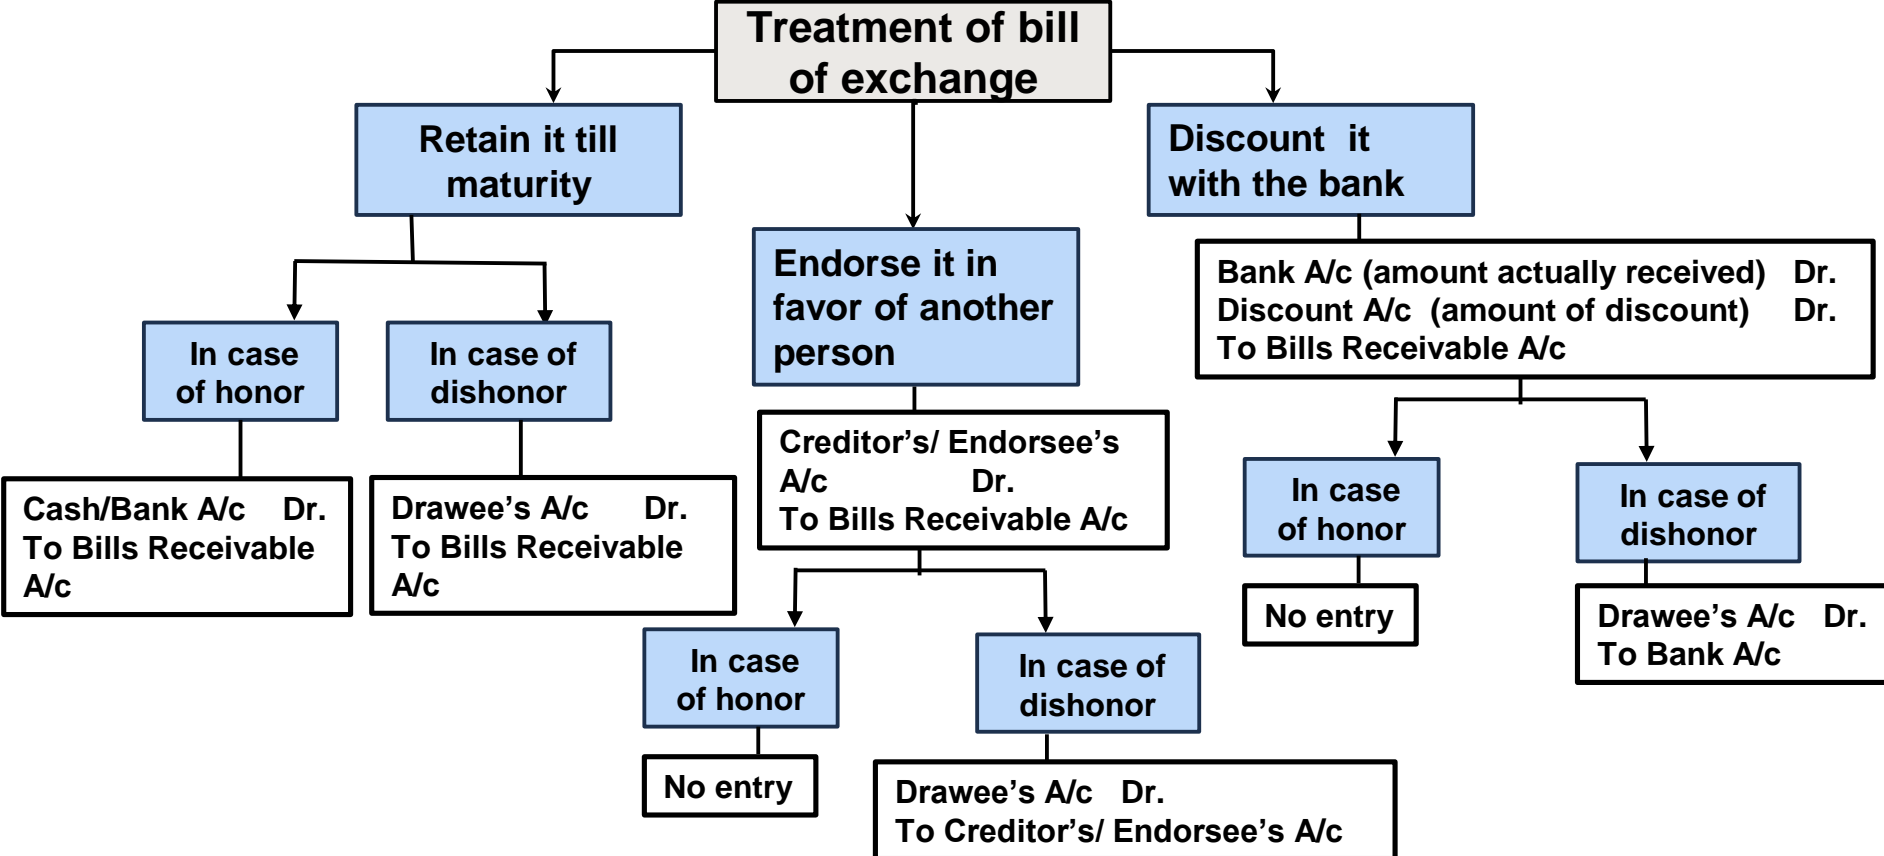 Treatment of bill
of exchange
Retain it till
maturity
In case
of honor
Cash/Bank A/c Dr.
To Bills Receivable
A/c
In case of
dishonor
Drawee’s A/c Dr.
To Bills Receivable
A/c
Endorse it in
favor of another
person
Creditor’s/ Endorsee’s
A/c Dr.
To Bills Receivable A/c
In case
of honor
No entry
In case of
dishonor
Drawee’s A/c Dr.
To Creditor’s/ Endorsee’s A/c
Discount it
with the bank
Bank A/c (amount actually received) Dr.
Discount A/c (amount of discount) Dr.
To Bills Receivable A/c
In case
of honor
No entry
In case of
dishonor
Drawee’s A/c Dr.
To Bank A/c